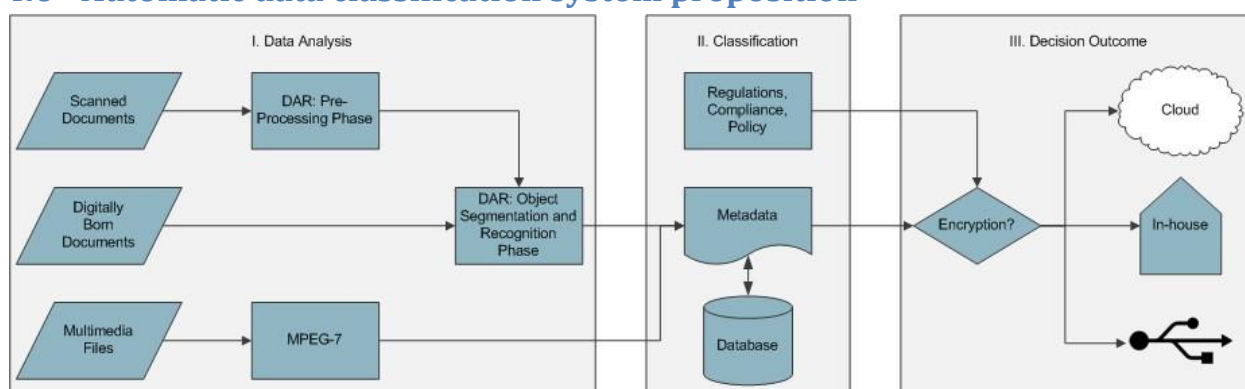 Automatic data classification system proposition
I. Data Analysis
II. Classification
III. Decision Outcome
Scanned
Documents
DAR: Pre-
Processing Phase
Regulations,
Compliance,
Policy
Cloud
Digitally
Born
Documents
DAR: Object
Segmentation and
Recognition
Phase
Metadata
Encryption?
In-house
Multimedia
Files
MPEG-7
Database